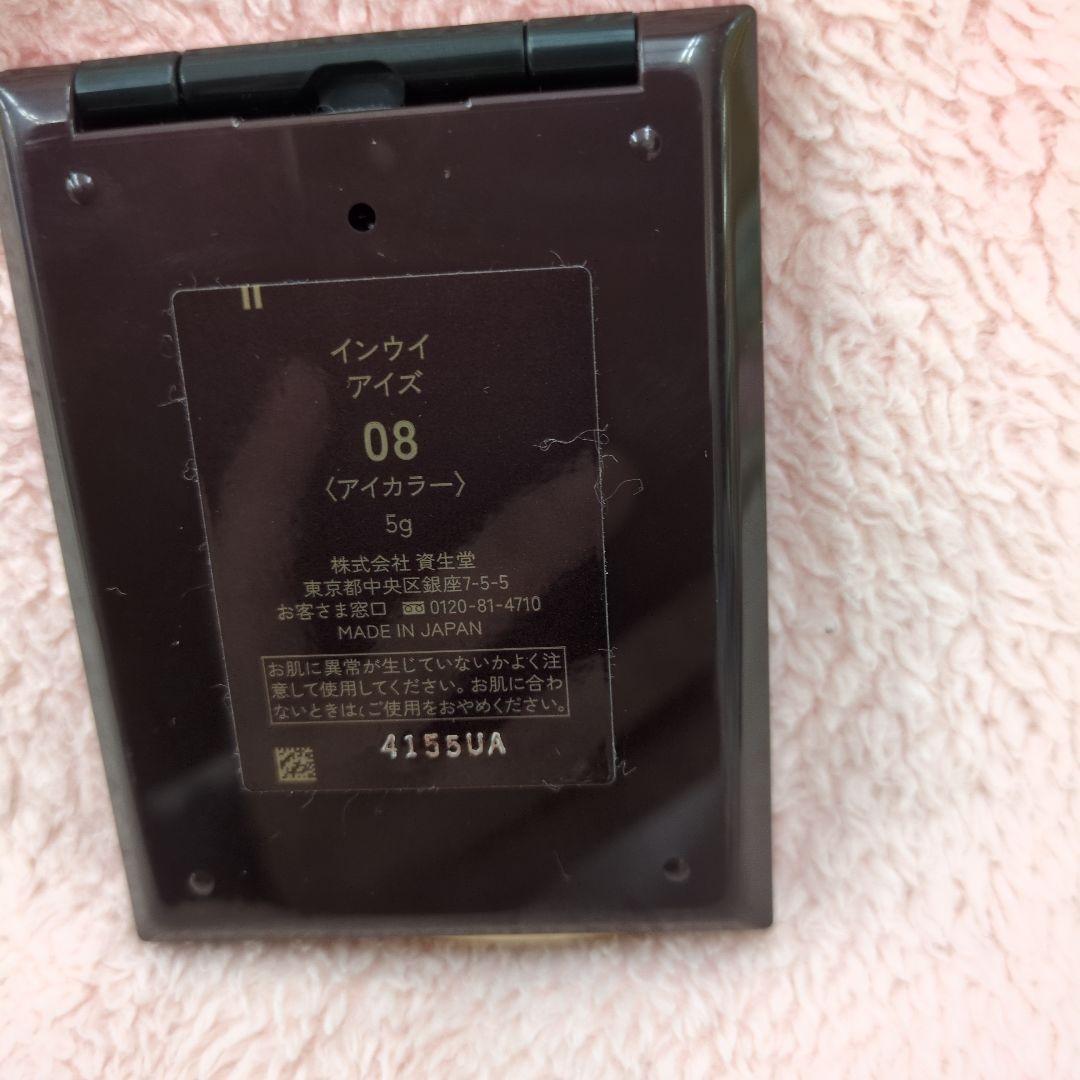 インウイ
アイズ
08
〈アイカラー〉
5g
株式会社 資生堂
東京都中央区銀座7-5-5
お客さま窓口 0120-81-4710
MADE IN JAPAN
お肌に異常が生じていないかよく注
意して使用してください。お肌に合わ
ないときは、ご使用をおやめください。
4155UA